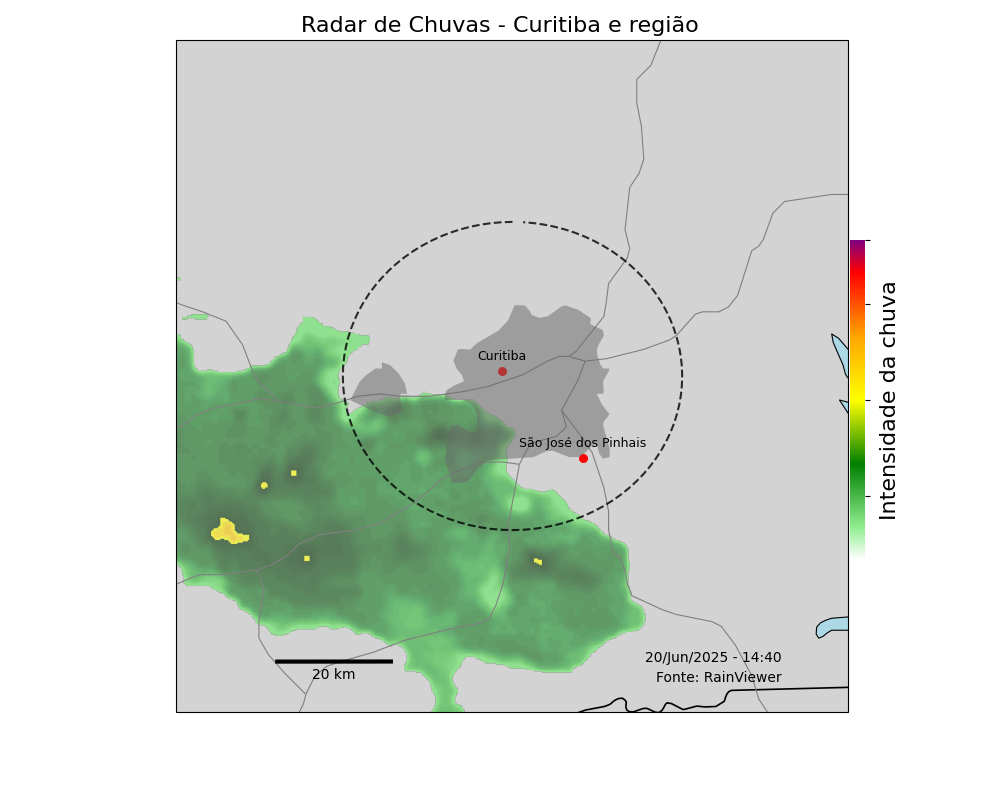 Radar de Chuvas - Curitiba e região
Curitiba
São José dos Pinhais
Intensidade da chuva
20 km
20/Jun/2025 - 14:40
Fonte: RainViewer